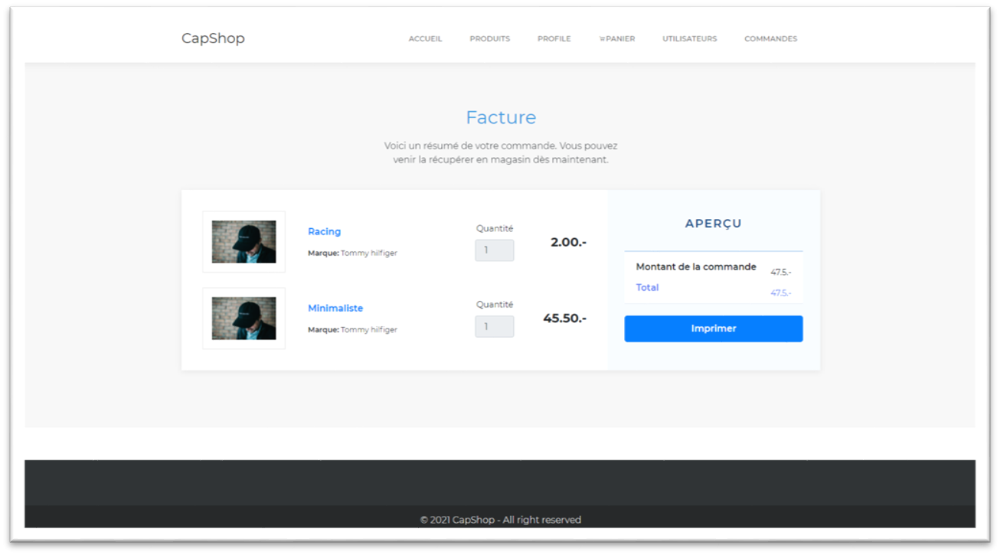 CapShop
ACCUEIL PRODUITS PROFILE PANIER UTILISATEURS COMMANDES
Facture
Voici un résumé de votre commande. Vous pouvez
venir la récupérer en magasin dès maintenant.
Racing
Marque: Tommy hilfiger
Quantité
1
2.00.-
Minimaliste
Marque: Tommy hilfiger
Quantité
1
45.50.-
APERÇU
Montant de la commande 47.5.-
Total 47.5.-
Imprimer
© 2021 CapShop - All right reserved